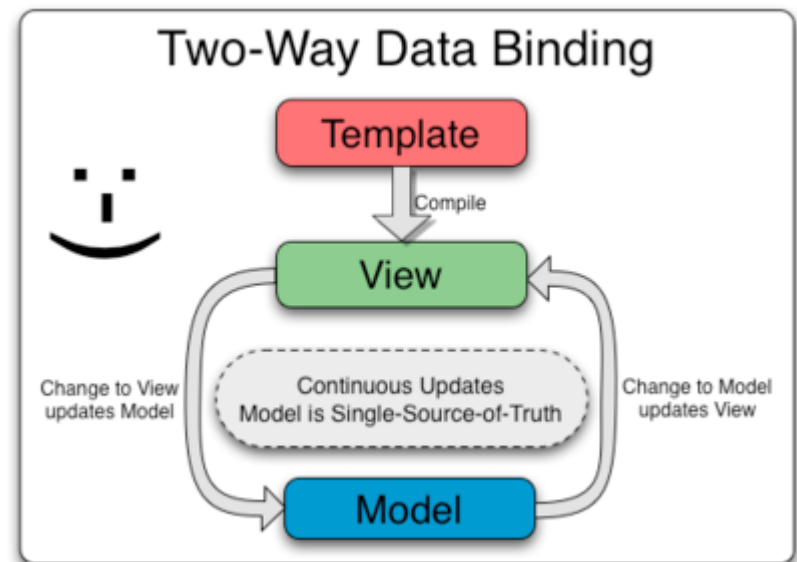 Two-Way Data Binding
Template
Compile
View
Change to View
updates Model
Continuous Updates
Model is Single-Source-of-Truth
Change to Model
updates View
Model